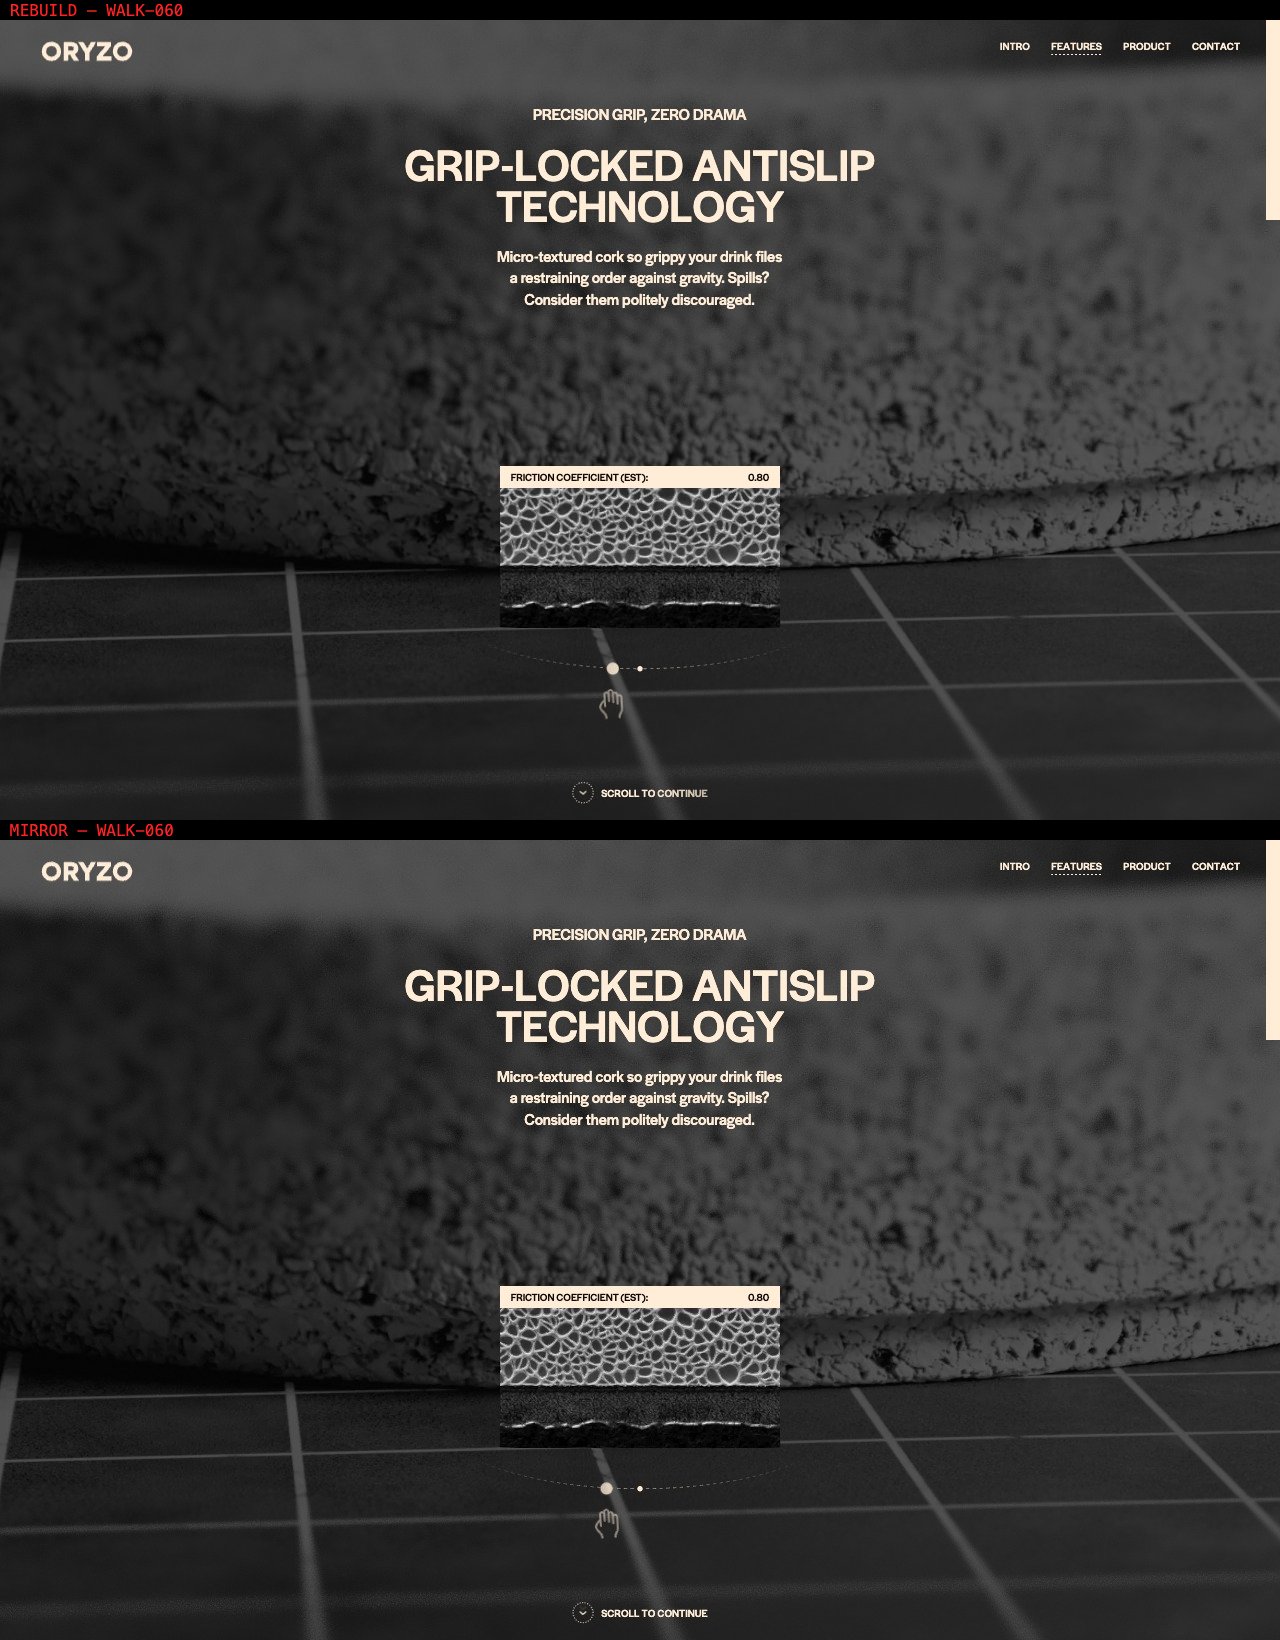 REBUILD — WALK-060
ORYZO
INTRO FEATURES PRODUCT CONTACT
PRECISION GRIP, ZERO DRAMA
GRIP-LOCKED ANTISLIP
TECHNOLOGY
Micro-textured cork so grippy your drink files
a restraining order against gravity. Spills?
Consider them politely discouraged.
FRICTION COEFFICIENT (EST): 0.80
SCROLL TO CONTINUE
MIRROR — WALK-060
ORYZO
INTRO FEATURES PRODUCT CONTACT
PRECISION GRIP, ZERO DRAMA
GRIP-LOCKED ANTISLIP
TECHNOLOGY
Micro-textured cork so grippy your drink files
a restraining order against gravity. Spills?
Consider them politely discouraged.
FRICTION COEFFICIENT (EST): 0.80
SCROLL TO CONTINUE